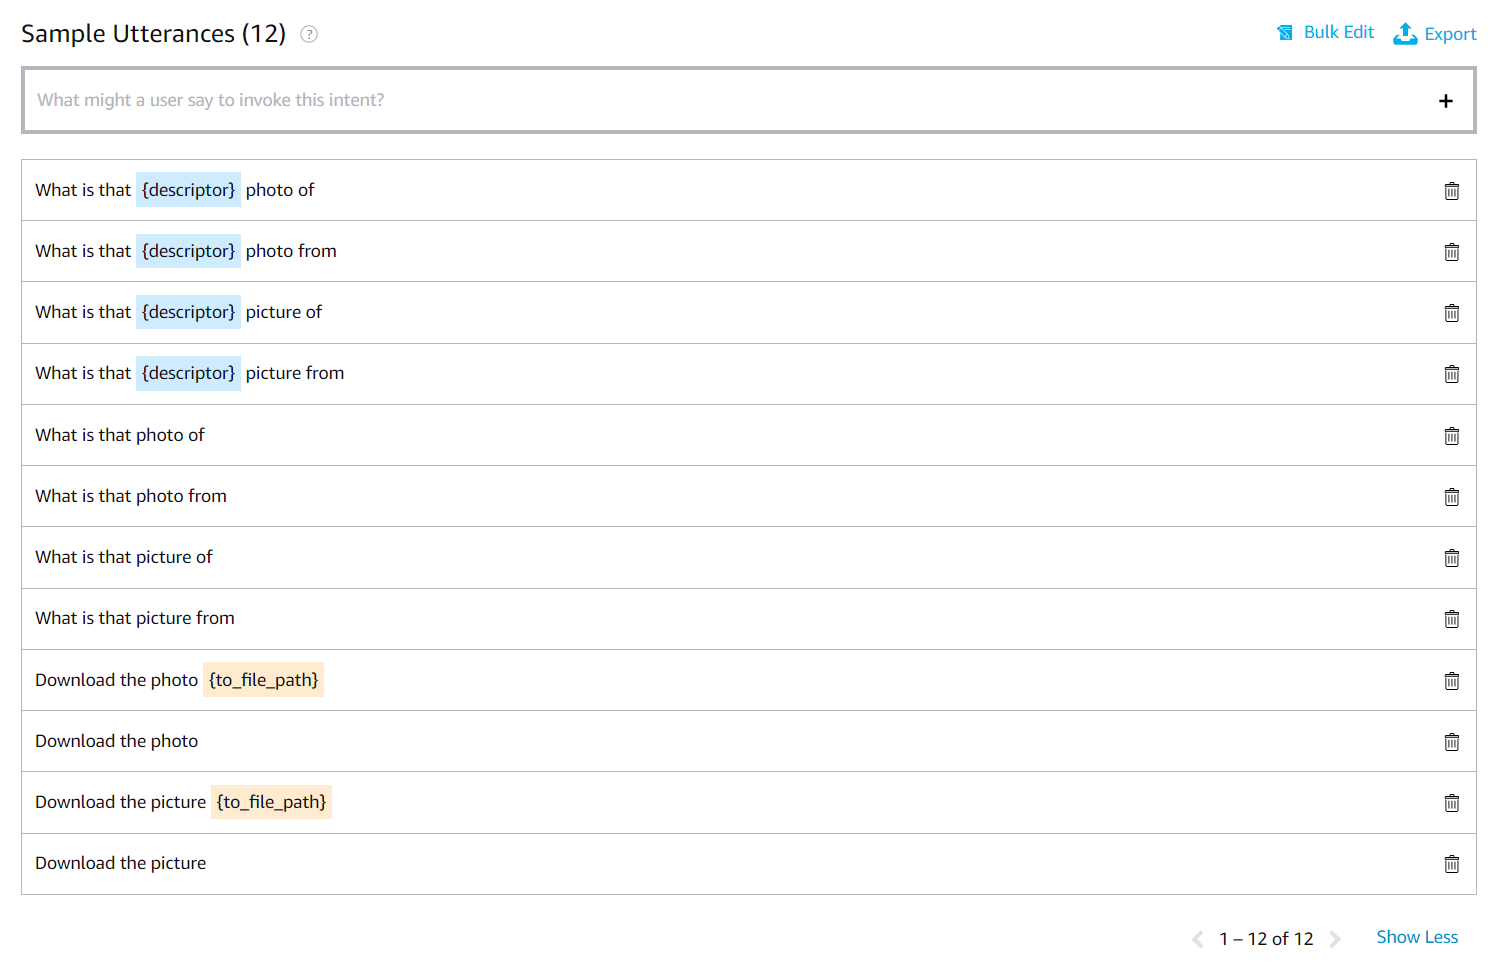 Sample Utterances (12) ?
Bulk Edit Export
What might a user say to invoke this intent? +
What is that {descriptor} photo of
What is that {descriptor} photo from
What is that {descriptor} picture of
What is that {descriptor} picture from
What is that photo of
What is that photo from
What is that picture of
What is that picture from
Download the photo {to_file_path}
Download the photo
Download the picture {to_file_path}
Download the picture
1 – 12 of 12 Show Less